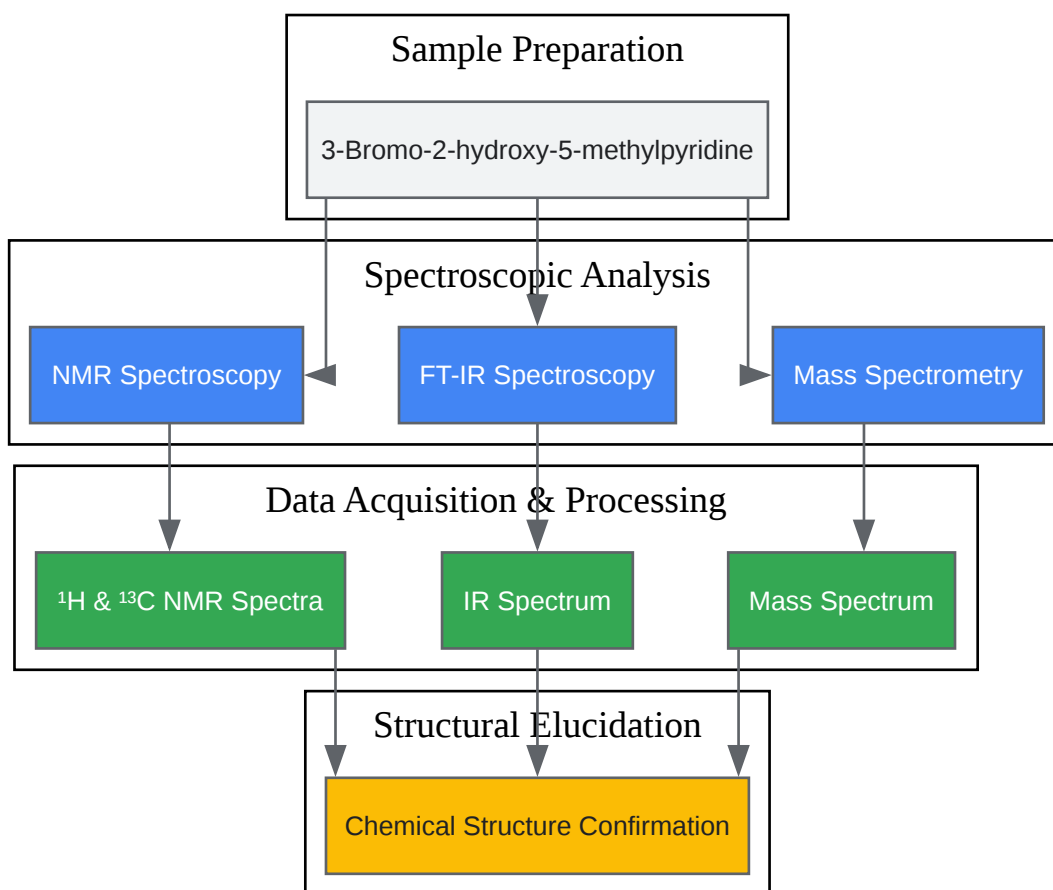 Sample Preparation
3-Bromo-2-hydroxy-5-methylpyridine
Spectroscopic Analysis
NMR Spectroscopy
FT-IR Spectroscopy
Mass Spectrometry
Data Acquisition & Processing
¹H & ¹³C NMR Spectra
IR Spectrum
Mass Spectrum
Structural Elucidation
Chemical Structure Confirmation